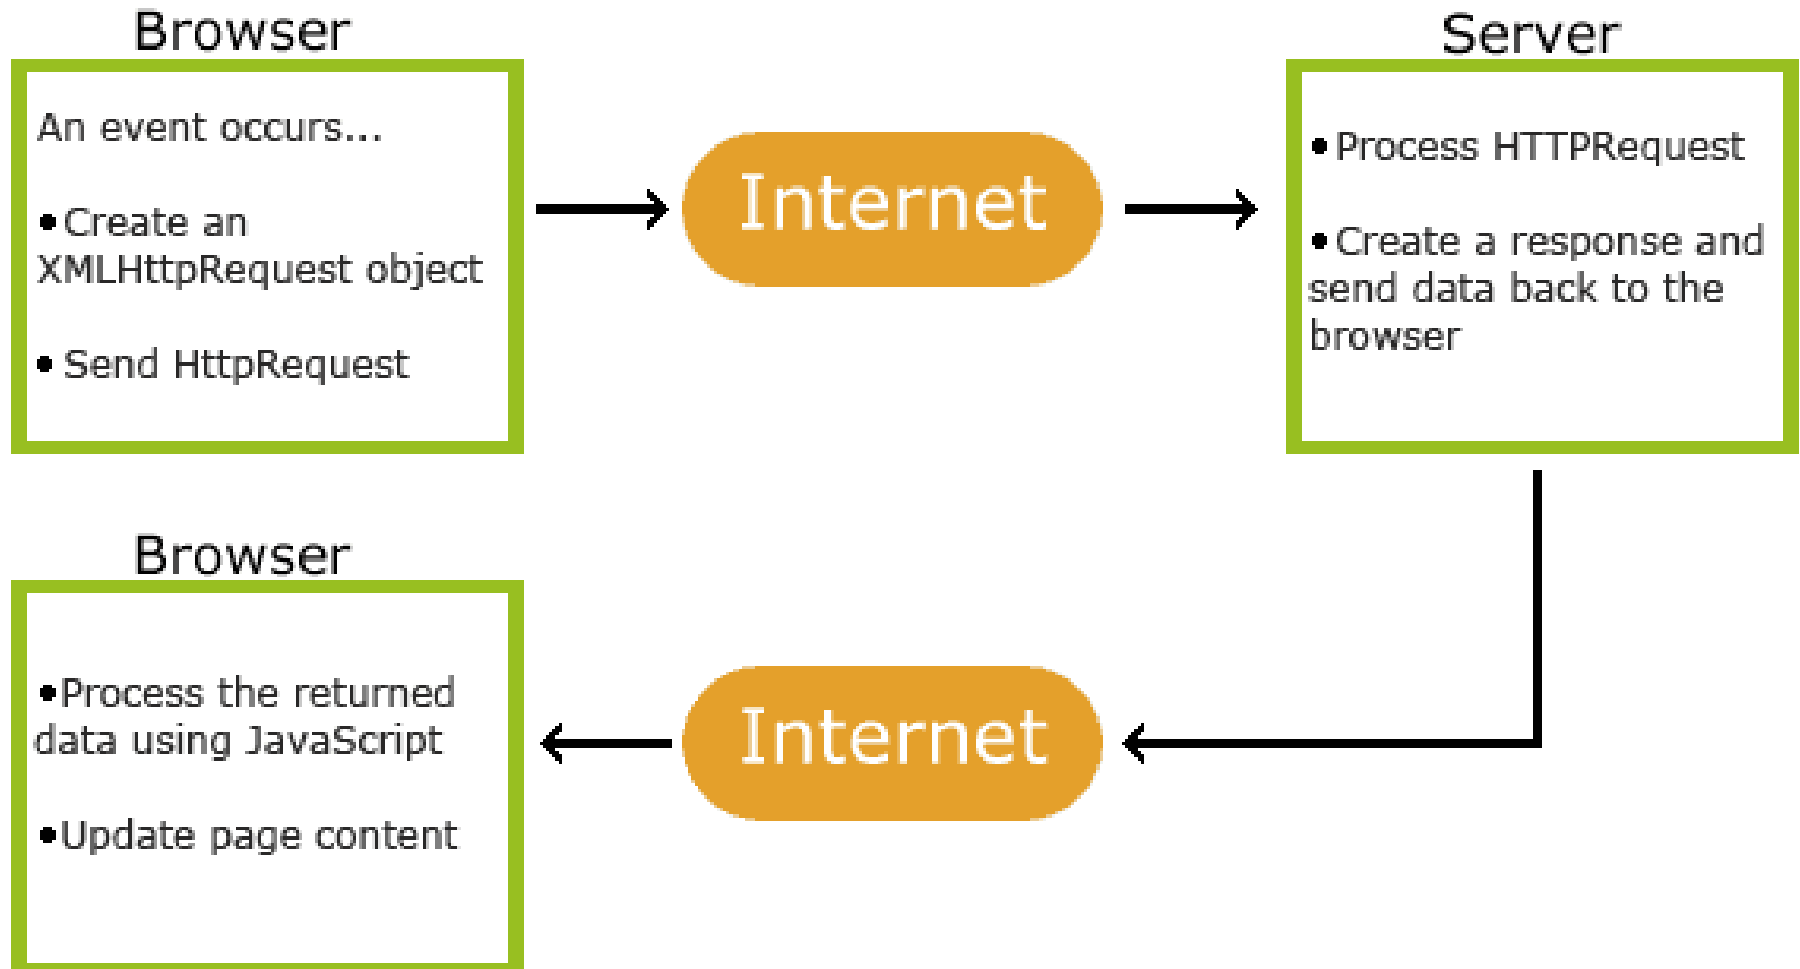 Browser
An event occurs...
•Create an
XMLHttpRequest object
• Send HttpRequest
Internet
Server
•Process HTTPRequest
•Create a response and
send data back to the
browser
Browser
•Process the returned
data using JavaScript
•Update page content
Internet